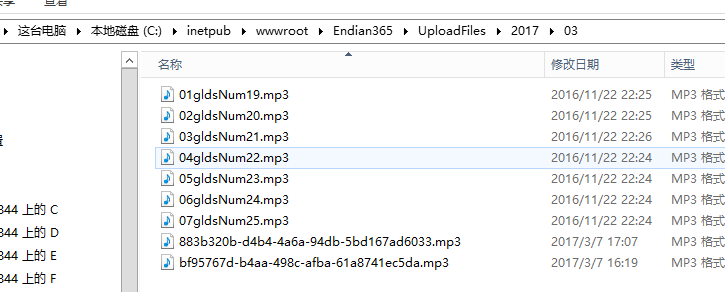 查看
这台电脑 本地磁盘 (C:) inetpub wwwroot Endian365 UploadFiles 2017 03
名称 修改日期 类型
01gldsNum19.mp3 2016/11/22 22:25 MP3 格式
02gldsNum20.mp3 2016/11/22 22:25 MP3 格式
03gldsNum21.mp3 2016/11/22 22:26 MP3 格式
04gldsNum22.mp3 2016/11/22 22:24 MP3 格式
05gldsNum23.mp3 2016/11/22 22:24 MP3 格式
06gldsNum24.mp3 2016/11/22 22:24 MP3 格式
07gldsNum25.mp3 2016/11/22 22:24 MP3 格式
883b320b-d4b4-4a6a-94db-5bd167ad6033.mp3 2017/3/7 17:07 MP3 格式
bf95767d-b4aa-498c-afba-61a8741ec5da.mp3 2017/3/7 16:19 MP3 格式
344 上的 C
344 上的 D
344 上的 E
344 上的 F